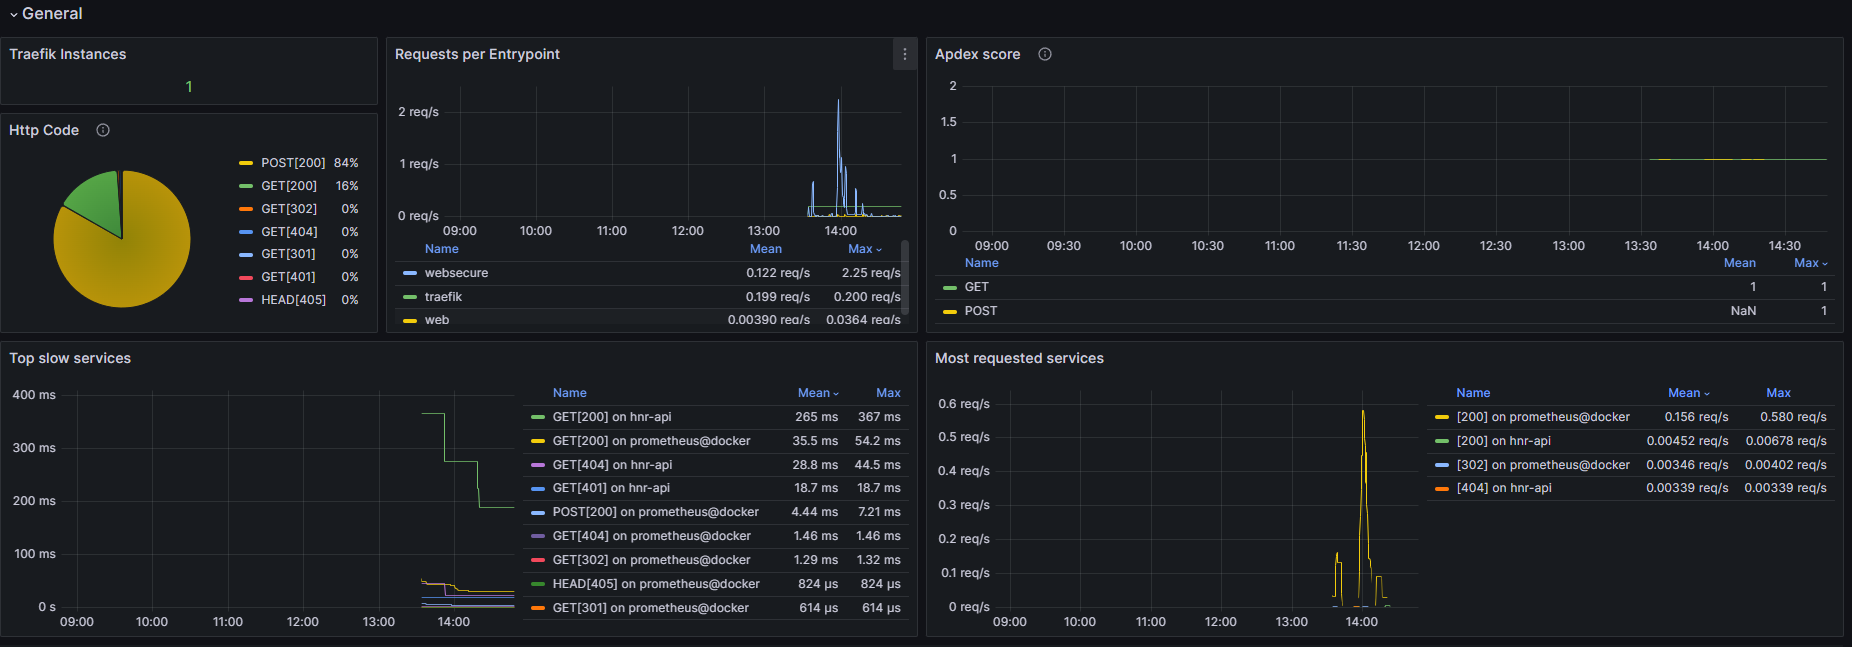 General
Traefik Instances
1
Http Code
POST[200] 84%
GET[200] 16%
GET[302] 0%
GET[404] 0%
GET[301] 0%
GET[401] 0%
HEAD[405] 0%
Requests per Entrypoint
2 req/s
1 req/s
0 req/s
09:00 10:00 11:00 12:00 13:00 14:00
Name Mean Max
websecure 0.122 req/s 2.25 req/s
traefik 0.199 req/s 0.200 req/s
web 0.00390 req/s 0.0364 req/s
Apdex score
2
1.5
1
0.5
0
09:00 09:30 10:00 10:30 11:00 11:30 12:00 12:30 13:00 13:30 14:00 14:30
Name Mean Max
GET 1 1
POST NaN 1
Top slow services
400 ms
300 ms
200 ms
100 ms
0 s
09:00 10:00 11:00 12:00 13:00 14:00
Name Mean Max
GET[200] on hnr-api 265 ms 367 ms
GET[200] on prometheus@docker 35.5 ms 54.2 ms
GET[404] on hnr-api 28.8 ms 44.5 ms
GET[401] on hnr-api 18.7 ms 18.7 ms
POST[200] on prometheus@docker 4.44 ms 7.21 ms
GET[404] on prometheus@docker 1.46 ms 1.46 ms
GET[302] on prometheus@docker 1.29 ms 1.32 ms
HEAD[405] on prometheus@docker 824 µs 824 µs
GET[301] on prometheus@docker 614 µs 614 µs
Most requested services
0.6 req/s
0.5 req/s
0.4 req/s
0.3 req/s
0.2 req/s
0.1 req/s
0 req/s
09:00 10:00 11:00 12:00 13:00 14:00
Name Mean Max
[200] on prometheus@docker 0.156 req/s 0.580 req/s
[200] on hnr-api 0.00452 req/s 0.00678 req/s
[302] on prometheus@docker 0.00346 req/s 0.00402 req/s
[404] on hnr-api 0.00339 req/s 0.00339 req/s